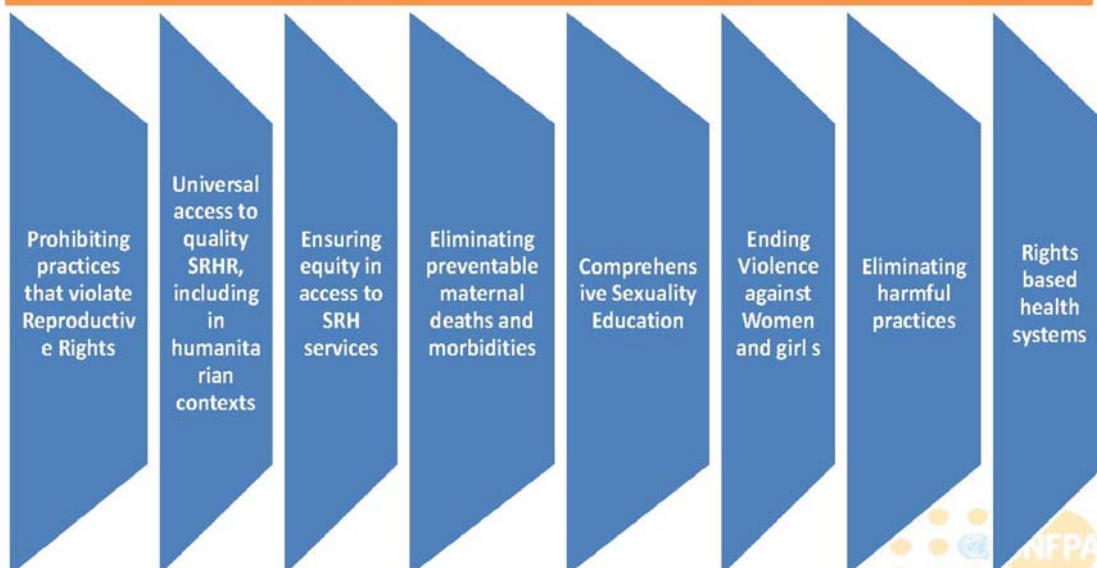 Prohibiting
practices
that violate
Reproductiv
e Rights
Universal
access to
quality
SRHR,
including
in
humanita
rian
contexts
Ensuring
equity in
access to
SRH
services
Eliminating
preventable
maternal
deaths and
morbidities
Comprehens
ive Sexuality
Education
Ending
Violence
against
Women
and girl s
Eliminating
harmful
practices
Rights
based
health
systems
UNFPA